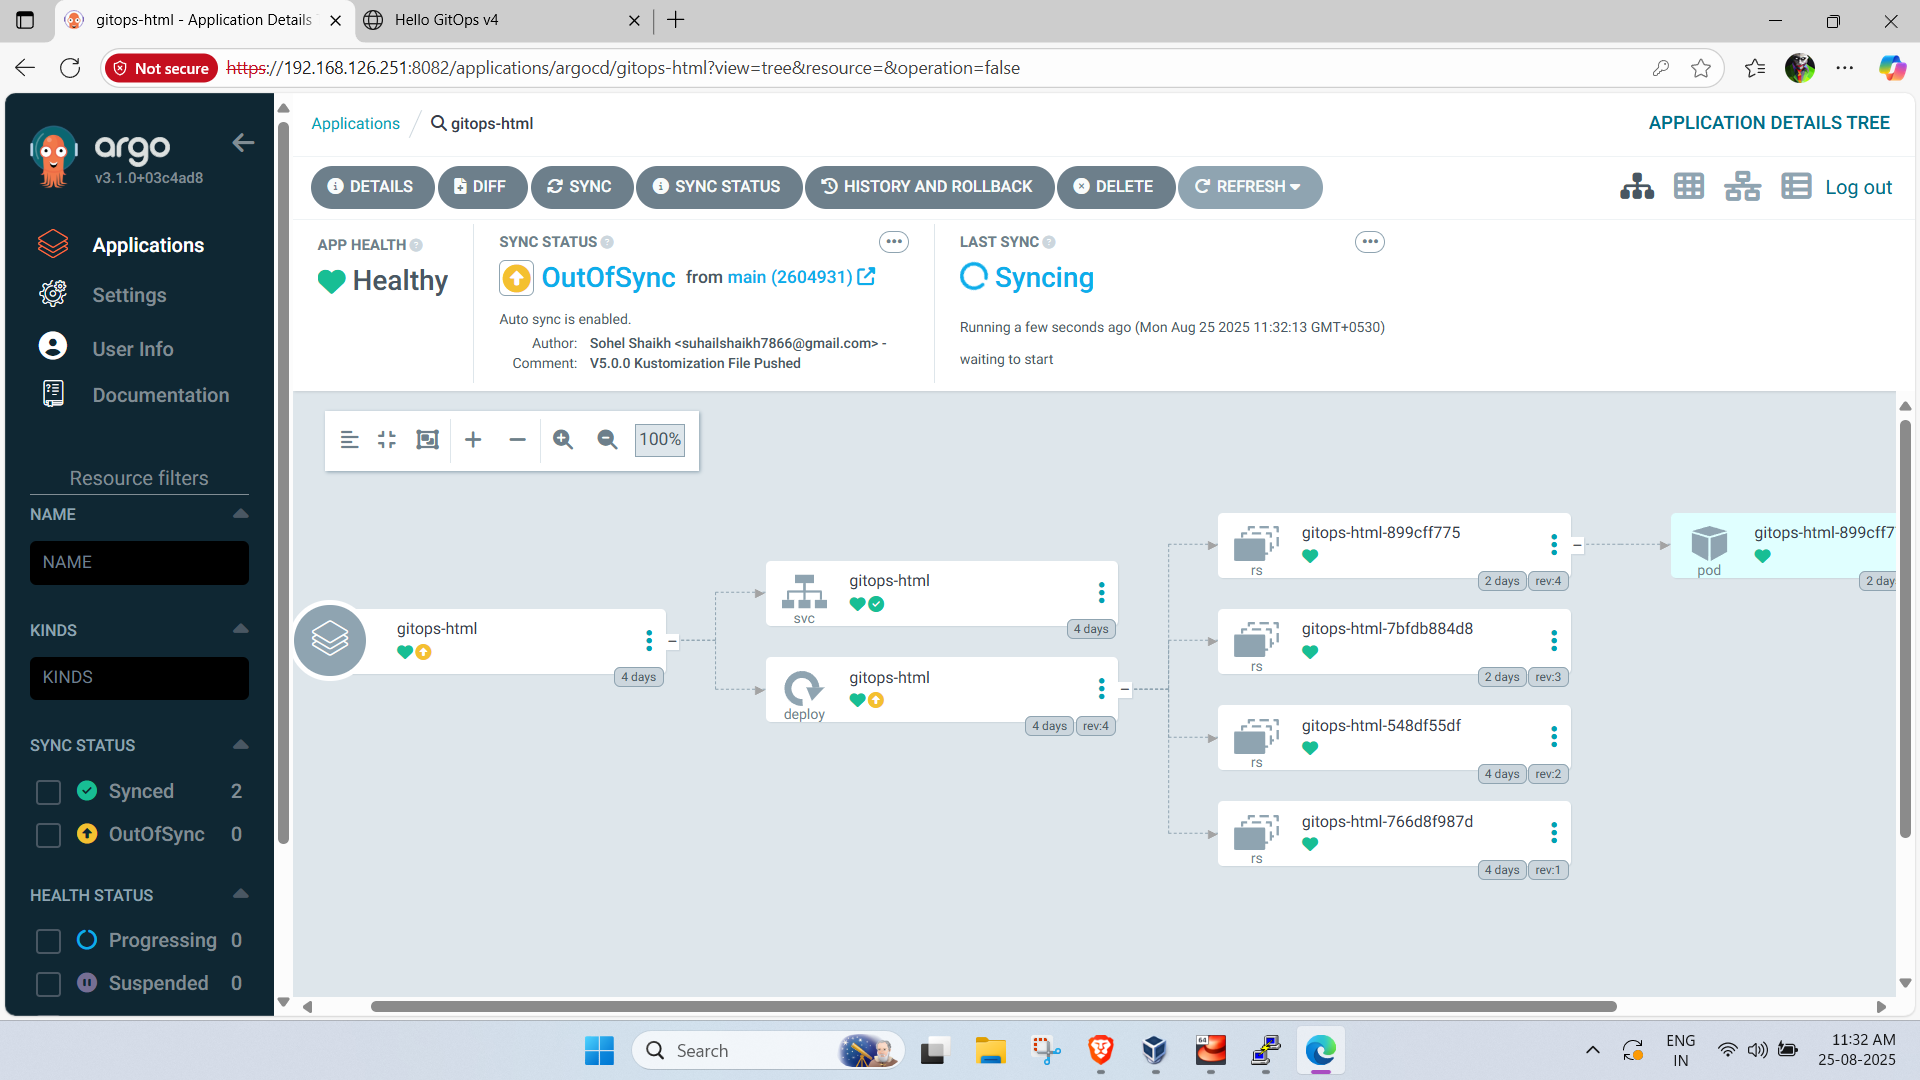 gitops-html - Application Details
Hello GitOps v4
Not secure
https://192.168.126.251:8082/applications/argocd/gitops-html?view=tree&resource=&operation=false
argo
v3.1.0+03c4ad8
Applications
Settings
User Info
Documentation
Resource filters
NAME
NAME
KINDS
KINDS
SYNC STATUS
Synced 2
OutOfSync 0
HEALTH STATUS
Progressing 0
Suspended 0
Applications / gitops-html
APPLICATION DETAILS TREE
DETAILS DIFF SYNC SYNC STATUS HISTORY AND ROLLBACK DELETE REFRESH
Log out
APP HEALTH
Healthy
SYNC STATUS
OutOfSync from main (2604931)
Auto sync is enabled.
Author: Sohel Shaikh <suhailshaikh7866@gmail.com> -
Comment: V5.0.0 Kustomization File Pushed
LAST SYNC
Syncing
Running a few seconds ago (Mon Aug 25 2025 11:32:13 GMT+0530)
waiting to start
100%
gitops-html
4 days
gitops-html
svc
4 days
gitops-html
deploy
4 days rev:4
gitops-html-899cff775
rs
2 days rev:4
gitops-html-7bfdb884d8
rs
2 days rev:3
gitops-html-548df55df
rs
4 days rev:2
gitops-html-766d8f987d
rs
4 days rev:1
gitops-html-899cff7
pod
2 day
Search
64
ENG
IN
11:32 AM
25-08-2025